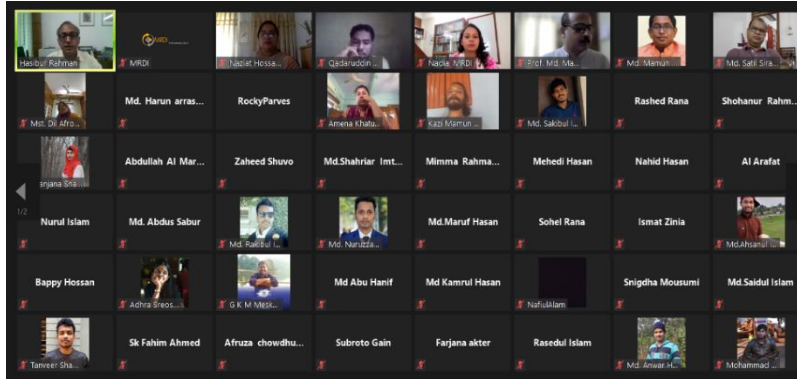 Hasibur Rahman
MRDI
MRDI
Naziat Hossa...
Qadaruddin ...
Nadia_MRDI
Prof. Md. Ma...
Md. Mamun ...
Md. Satil Sira...
Mst. Dil Afro...
Md. Harun arras...
RockyParves
Amena Khatu...
Kazi Mamun ..
Md. Sakibul I...
Rashed Rana
Shohanur Rahm...
anjana Sha...
Abdullah Al Mar...
Zaheed Shuvo
Md.Shahriar Imt...
Mimma Rahma...
Mehedi Hasan
Nahid Hasan
Al Arafat
1/2
Nurul Islam
Md. Abdus Sabur
Md. Rakibul I...
Md. Nuruzza...
Md.Maruf Hasan
Sohel Rana
Ismat Zinia
Md.Ahsanul ...
Bappy Hossan
Adhra Sreos...
G K M Mesk...
Md Abu Hanif
Md Kamrul Hasan
NafiulAlam
Snigdha Mousumi
Md.Saidul Islam
Tanveer Sha...
Sk Fahim Ahmed
Afruza chowdhu...
Subroto Gain
Farjana akter
Rasedul Islam
Md. Anwar H...
Mohammad ...